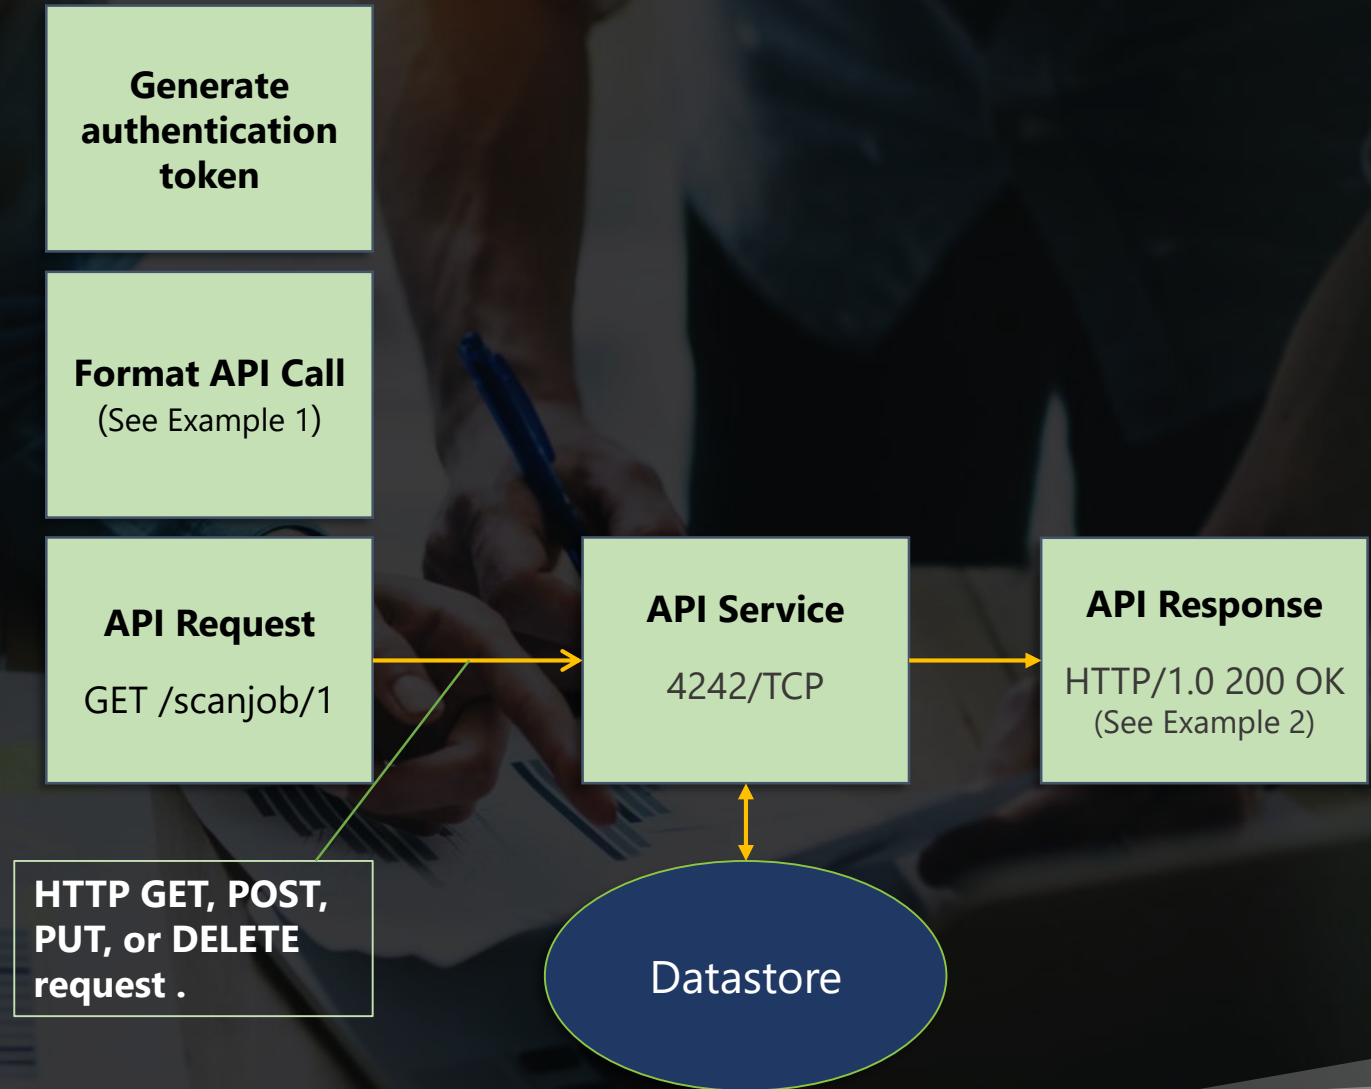 Generate
authentication
token
Format API Call
(See Example 1)
API Request
GET /scanjob/1
API Service
4242/TCP
API Response
HTTP/1.0 200 OK
(See Example 2)
HTTP GET, POST,
PUT, or DELETE
request .
Datastore